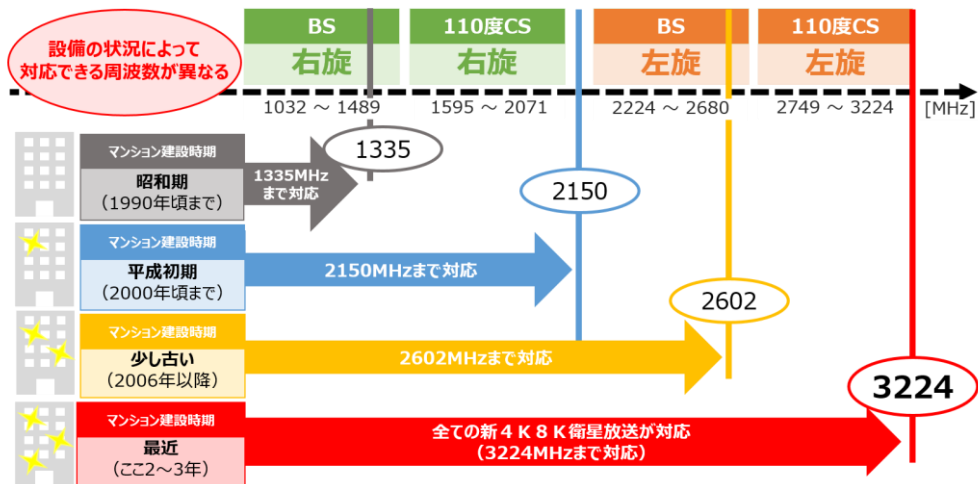 設備の状況によって
対応できる周波数が異なる
BS
右旋
110度CS
右旋
BS
左旋
110度CS
左旋
1032 ～ 1489
1595 ～ 2071
2224 ～ 2680
2749 ～ 3224
[MHz]
マンション建設時期
昭和期
（1990年頃まで）
1335MHz
まで対応
1335
マンション建設時期
平成初期
（2000年頃まで）
2150MHzまで対応
2150
マンション建設時期
少し古い
（2006年以降）
2602MHzまで対応
2602
マンション建設時期
最近
（ここ2～3年）
全ての新４K８K衛星放送が対応
（3224MHzまで対応）
3224